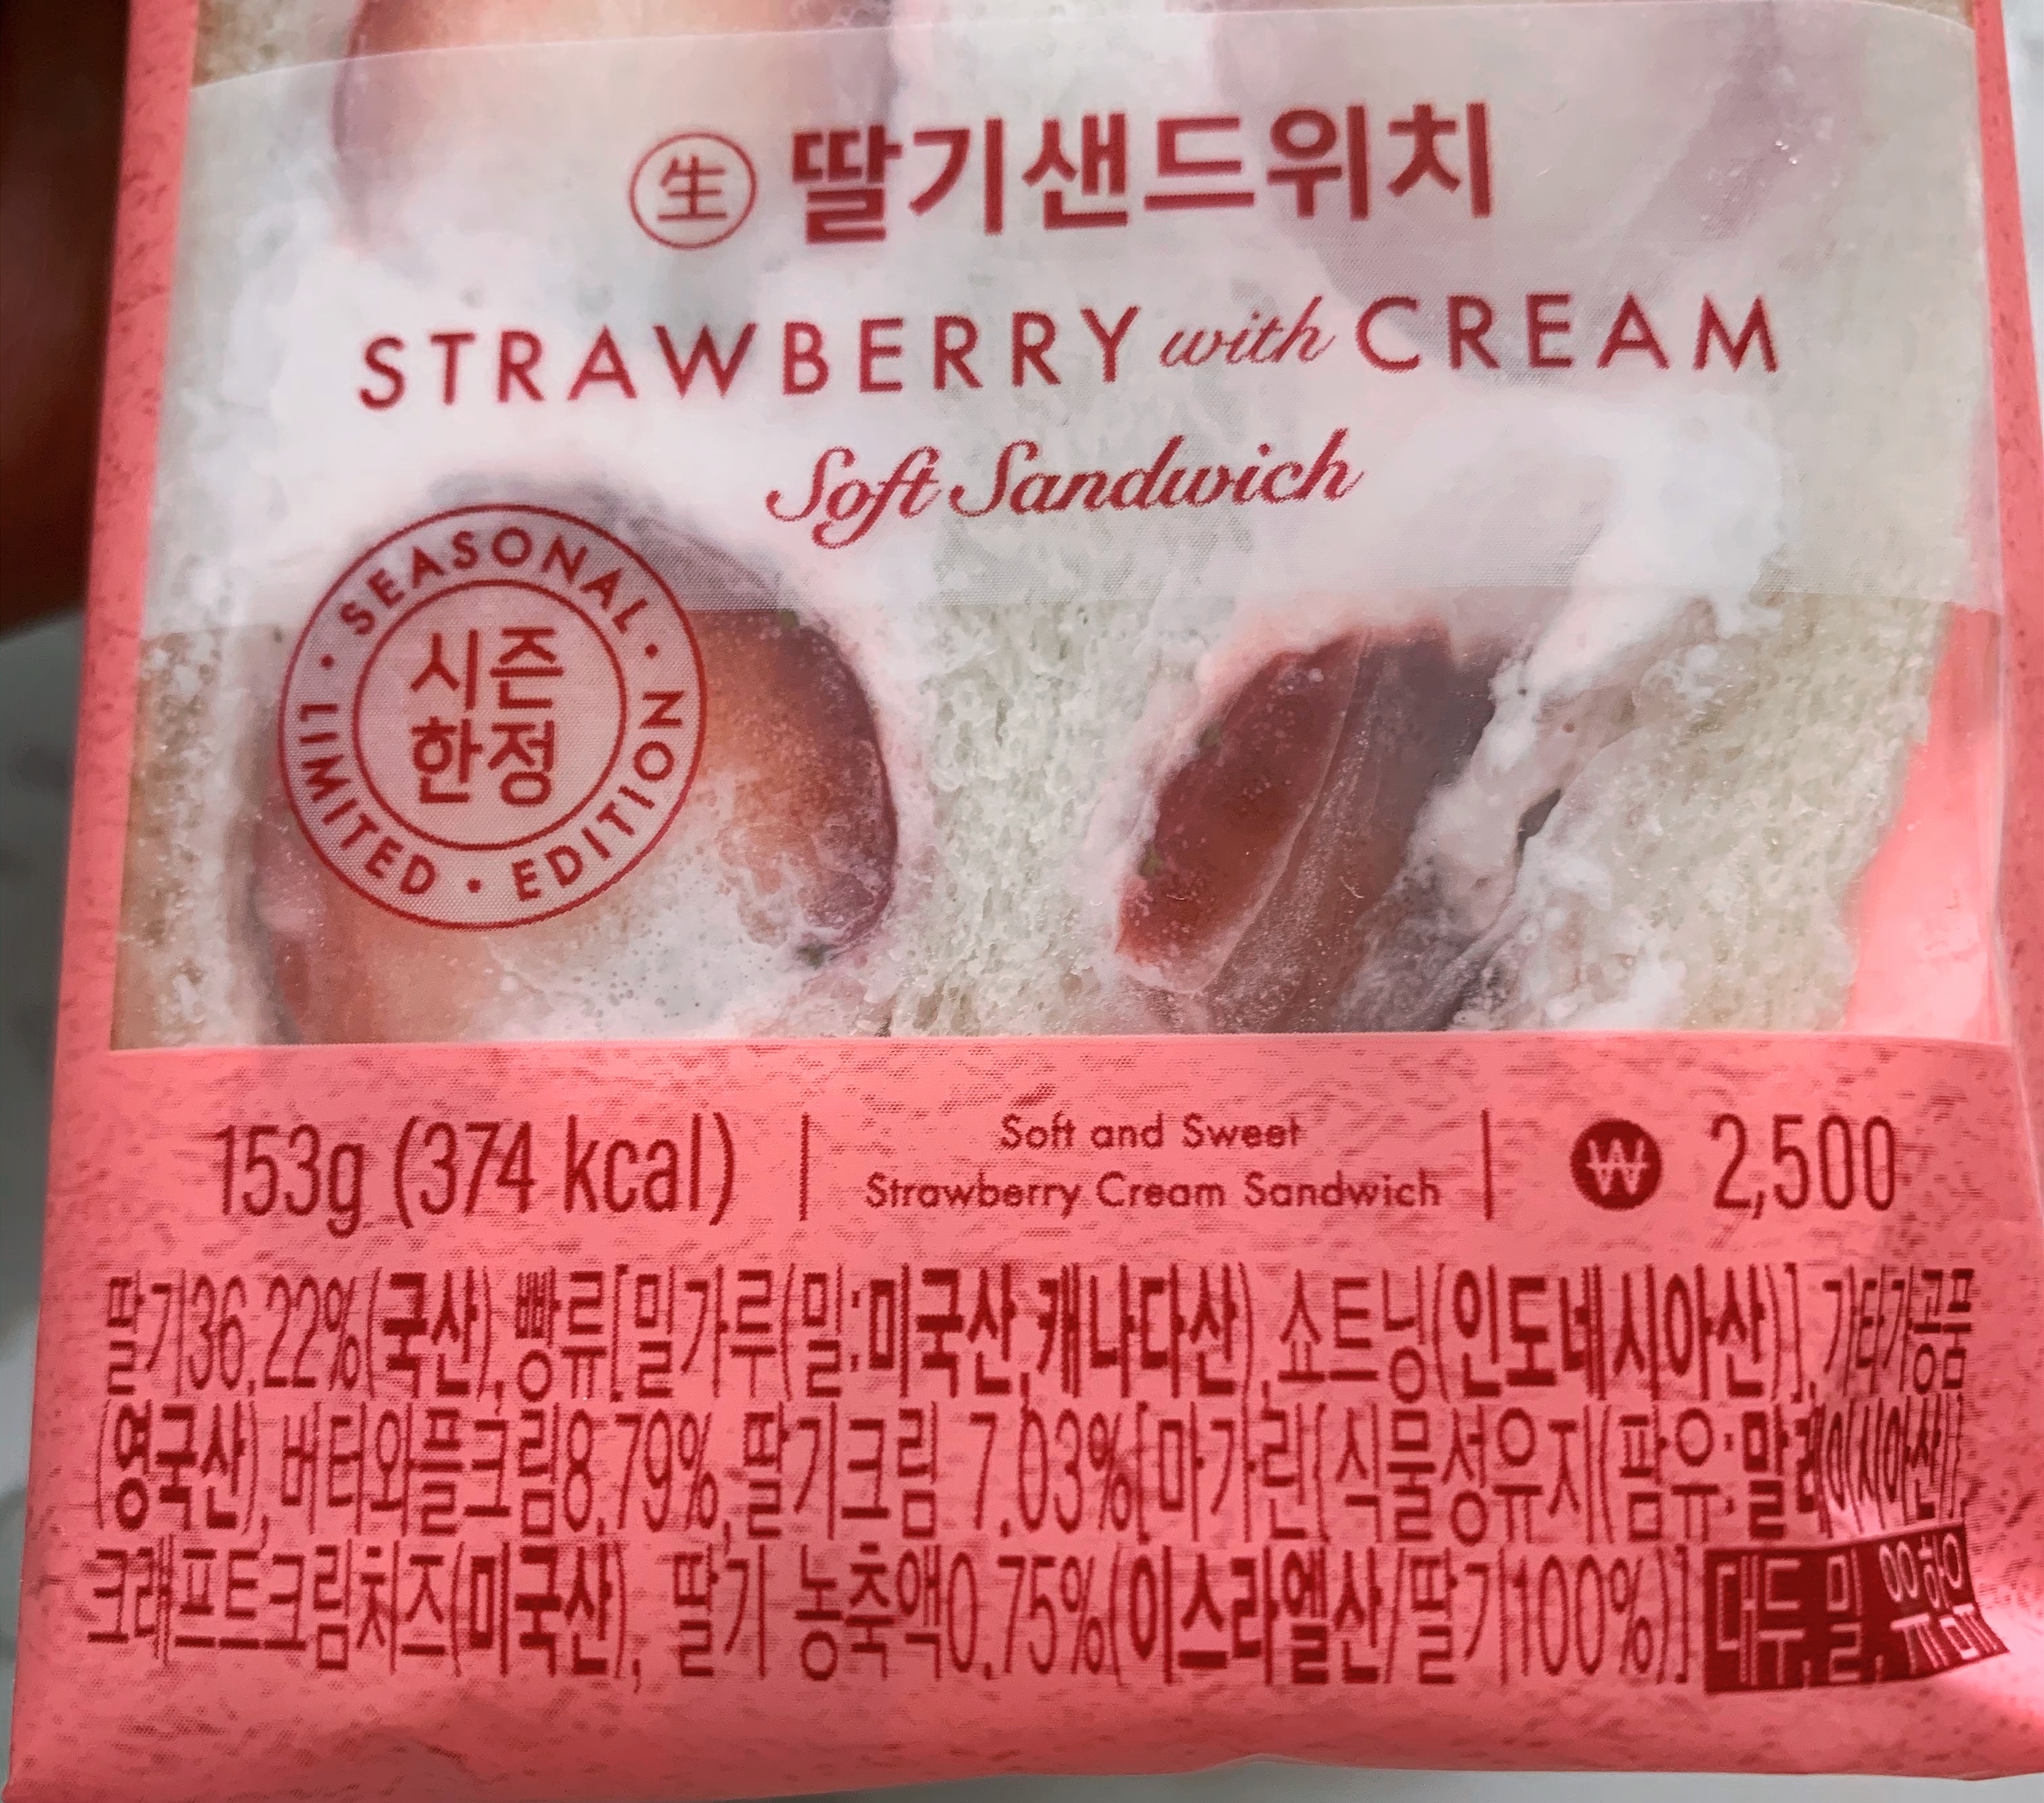 生 딸기샌드위치
STRAWBERRY with CREAM
Soft Sandwich
SEASONAL · LIMITED · EDITION ·
시즌
한정
153g (374 kcal)
Soft and Sweet
Strawberry Cream Sandwich
₩ 2,500
딸기36.22%(국산), 빵류[밀가루(밀:미국산,캐나다산), 쇼트닝(인도네시아산)], 기타가공품
(영국산), 버터와플크림8.79%, 딸기크림 7.03%[마가린{식물성유지(팜유:말레이시아산)},
크래프트크림치즈(미국산), 딸기 농축액0.75%(이스라엘산/딸기100%)] 대두, 밀, 우유함유